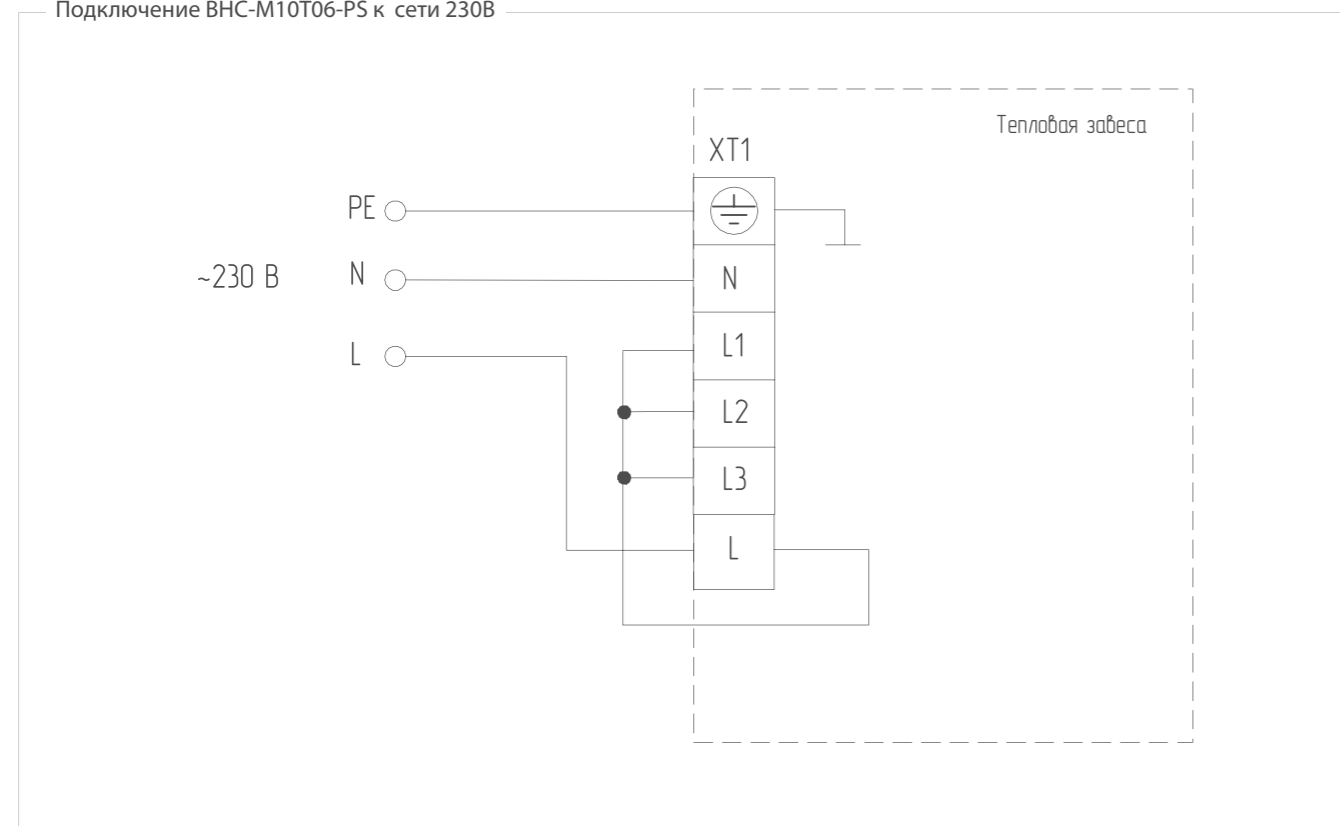 Подключение BHC-M10T06-PS к сети 230В
Тепловая завеса
XT1
PE
~230 В
N
N
L
L1
L2
L3
L